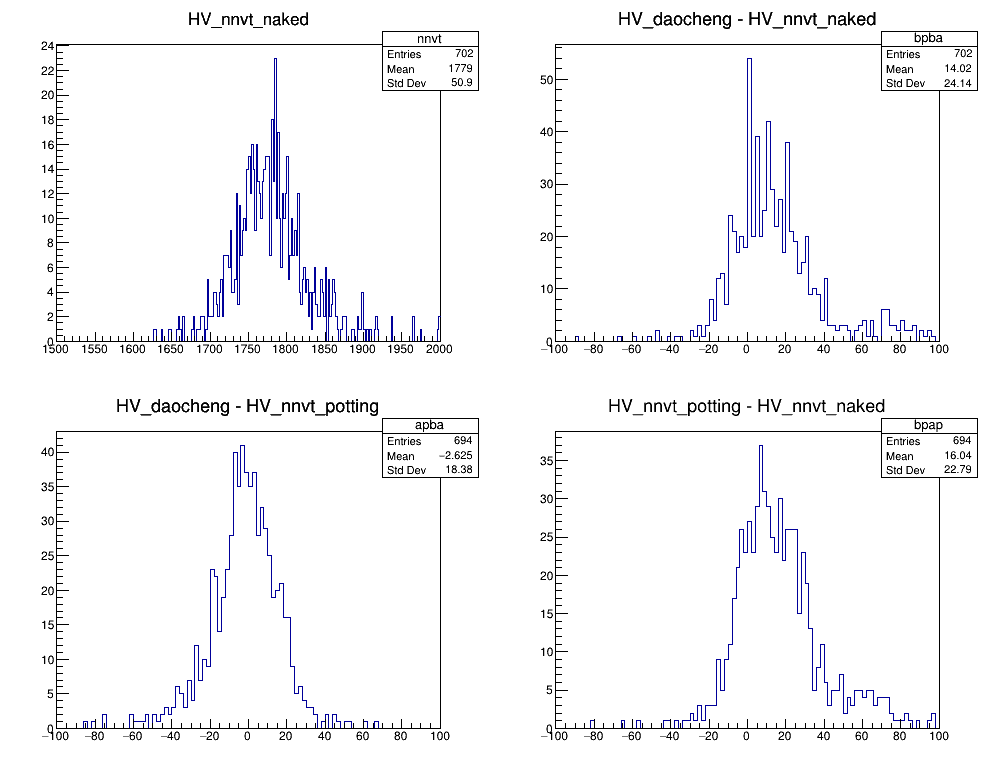 HV_nnvt_naked
nnvt
Entries 702
Mean 1779
Std Dev 50.9
24
22
20
18
16
14
12
10
8
6
4
2
0
1500 1550 1600 1650 1700 1750 1800 1850 1900 1950 2000
HV_daocheng - HV_nnvt_naked
bpba
Entries 702
Mean 14.02
Std Dev 24.14
50
40
30
20
10
0
−100 −80 −60 −40 −20 0 20 40 60 80 100
HV_daocheng - HV_nnvt_potting
apba
Entries 694
Mean −2.625
Std Dev 18.38
40
35
30
25
20
15
10
5
0
−100 −80 −60 −40 −20 0 20 40 60 80 100
HV_nnvt_potting - HV_nnvt_naked
bpap
Entries 694
Mean 16.04
Std Dev 22.79
35
30
25
20
15
10
5
0
−100 −80 −60 −40 −20 0 20 40 60 80 100